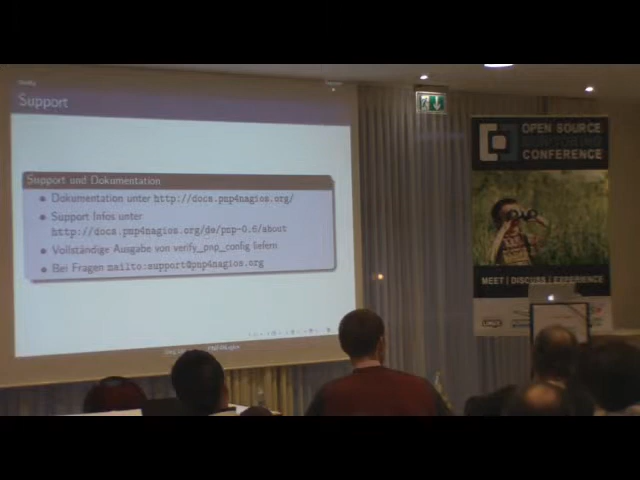 Support
Support und Dokumentation
Dokumentation unter http://docs.pnp4nagios.org/
Support Infos unter
http://docs.pnp4nagios.org/de/pnp-0.6/about
Vollständige Ausgabe von verify_pnp_config liefern
Bei Fragen mailto:support@pnp4nagios.org
OPEN SOURCE
MONITORING
CONFERENCE
MEET | DISCUSS | EXPERIENCE